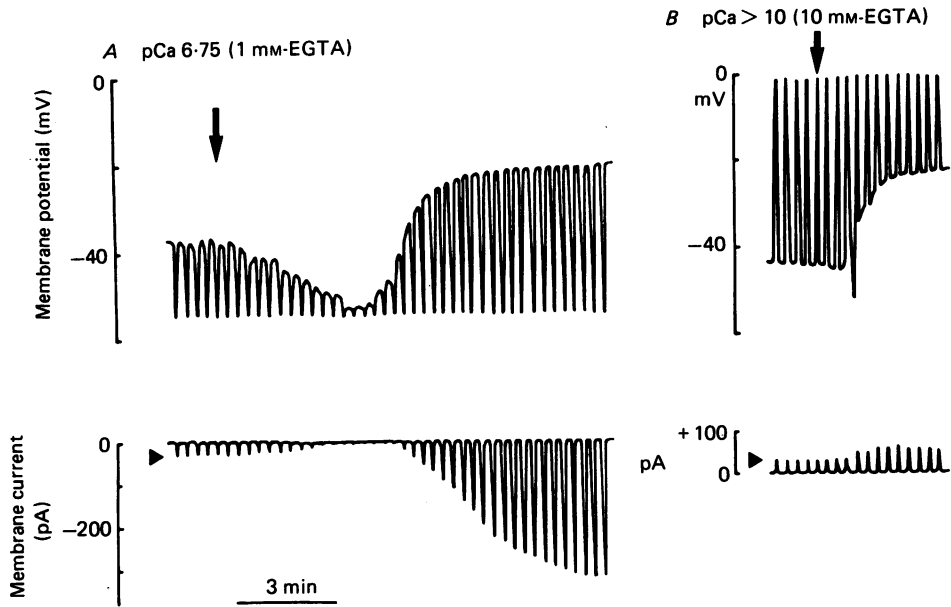 A pCa 6·75 (1 mM-EGTA)
0
−40
Membrane potential (mV)
B pCa > 10 (10 mM-EGTA)
0
mV
−40
0
−200
Membrane current
(pA)
3 min
+ 100
pA
0